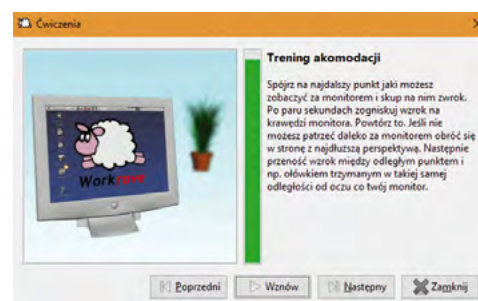 Ćwiczenia
Trening akomodacji
Spójrz na najdalszy punkt jaki możesz
zobaczyć za monitorem i skup na nim zwrok.
Po paru sekundach zogniskuj wzrok na
krawędzi monitora. Powtórz to. Jeśli nie
możesz patrzeć daleko za monitorem obróć się
w stronę z najdłuższą perspektywą. Następnie
przeność wzrok między odległym punktem i
np. ołówkiem trzymanym w takiej samej
odległości od oczu co twój monitor.
Workrave
Poprzedni
Wznów
Następny
Zamknij